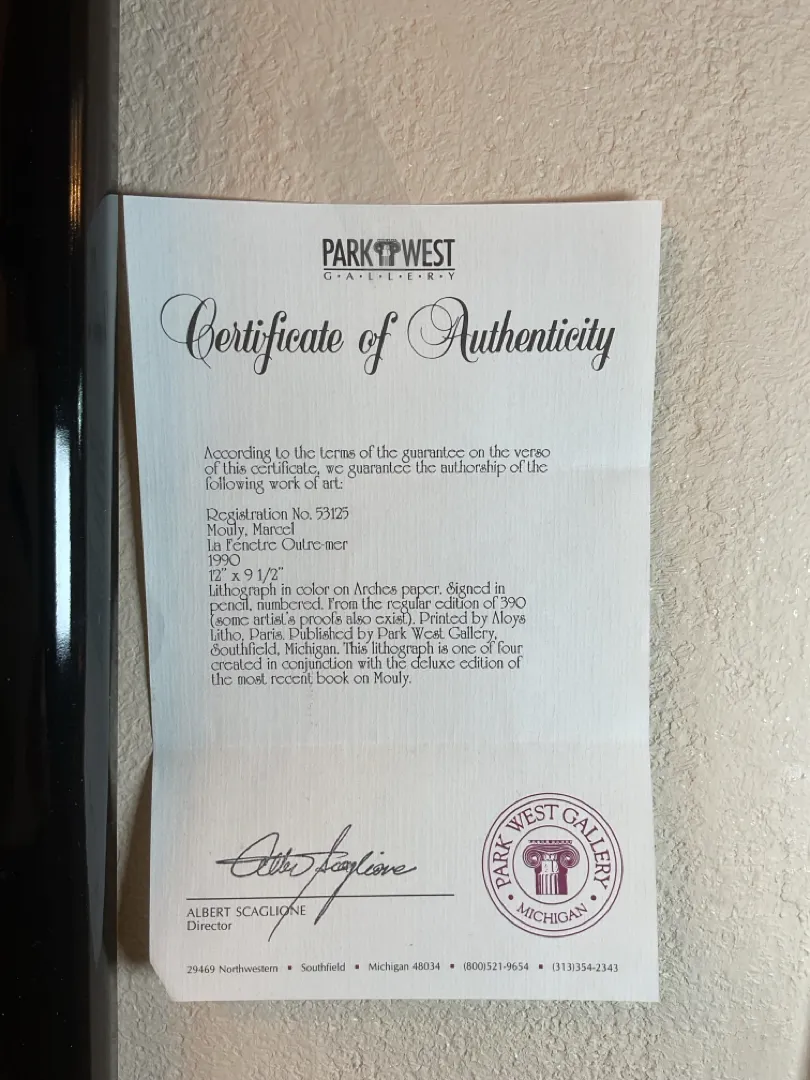 PARK WEST
G·A·L·L·E·R·Y
Certificate of Authenticity
According to the terms of the guarantee on the verso
of this certificate, we guarantee the authorship of the
following work of art:
Registration No. 53125
Mouly, Marcel
La Fenetre Outre-mer
1990
12" x 9 1/2"
Lithograph in color on Arches paper. Signed in
pencil, numbered. From the regular edition of 390
(some artist's proofs also exist). Printed by Aloys
Litho, Paris. Published by Park West Gallery,
Southfield, Michigan. This lithograph is one of four
created in conjunction with the deluxe edition of
the most recent book on Mouly.
Albert Scaglione
ALBERT SCAGLIONE
Director
PARK WEST GALLERY
• MICHIGAN •
29469 Northwestern ▪ Southfield ▪ Michigan 48034 ▪ (800)521-9654 ▪ (313)354-2343